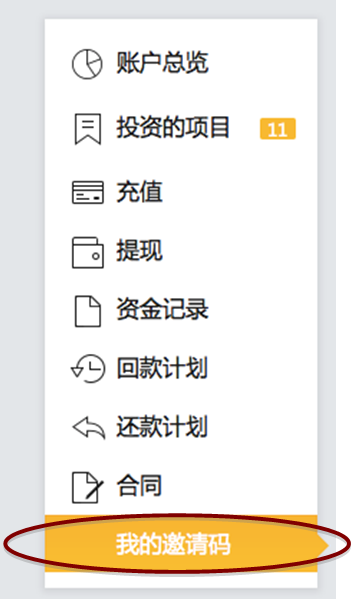 账户总览
投资的项目 11
充值
提现
资金记录
回款计划
还款计划
合同
我的邀请码